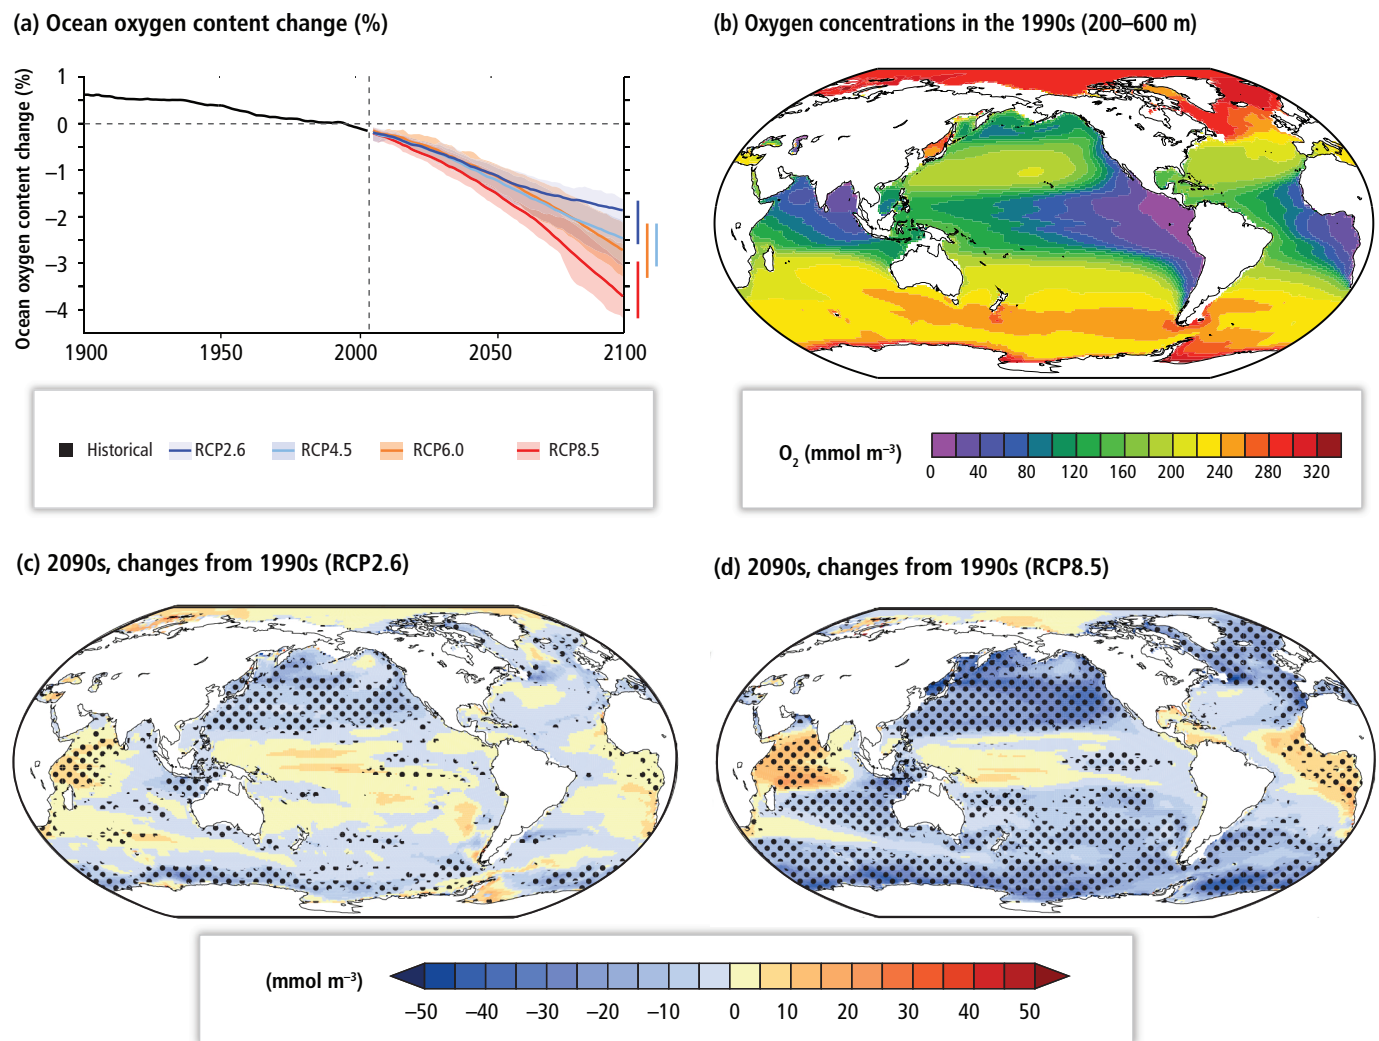 (a) Ocean oxygen content change (%)
Ocean oxygen content change (%)
1
0
−1
−2
−3
−4
1900 1950 2000 2050 2100
Historical RCP2.6 RCP4.5 RCP6.0 RCP8.5
(b) Oxygen concentrations in the 1990s (200–600 m)
O2 (mmol m−3)
0 40 80 120 160 200 240 280 320
(c) 2090s, changes from 1990s (RCP2.6)
(d) 2090s, changes from 1990s (RCP8.5)
(mmol m−3)
−50 −40 −30 −20 −10 0 10 20 30 40 50